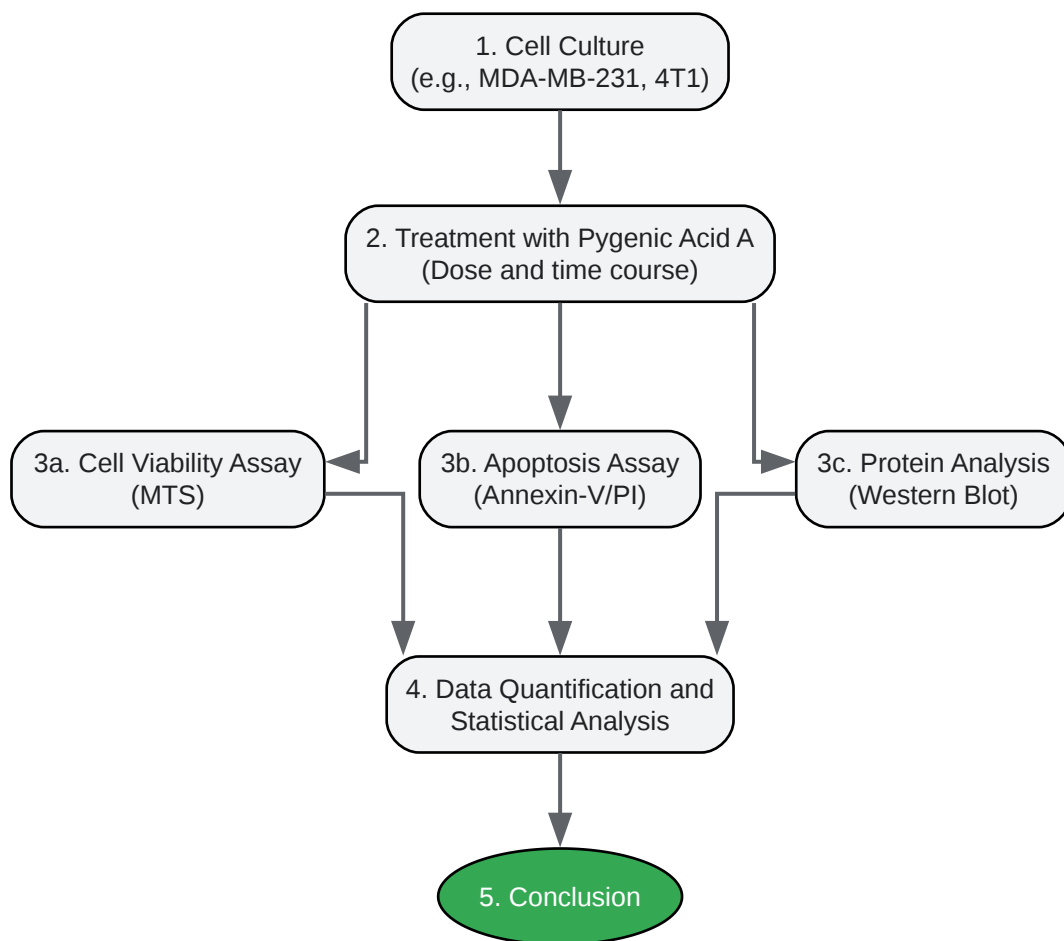 1. Cell Culture
(e.g., MDA-MB-231, 4T1)
2. Treatment with Pygenic Acid A
(Dose and time course)
3a. Cell Viability Assay
(MTS)
3b. Apoptosis Assay
(Annexin-V/PI)
3c. Protein Analysis
(Western Blot)
4. Data Quantification and
Statistical Analysis
5. Conclusion